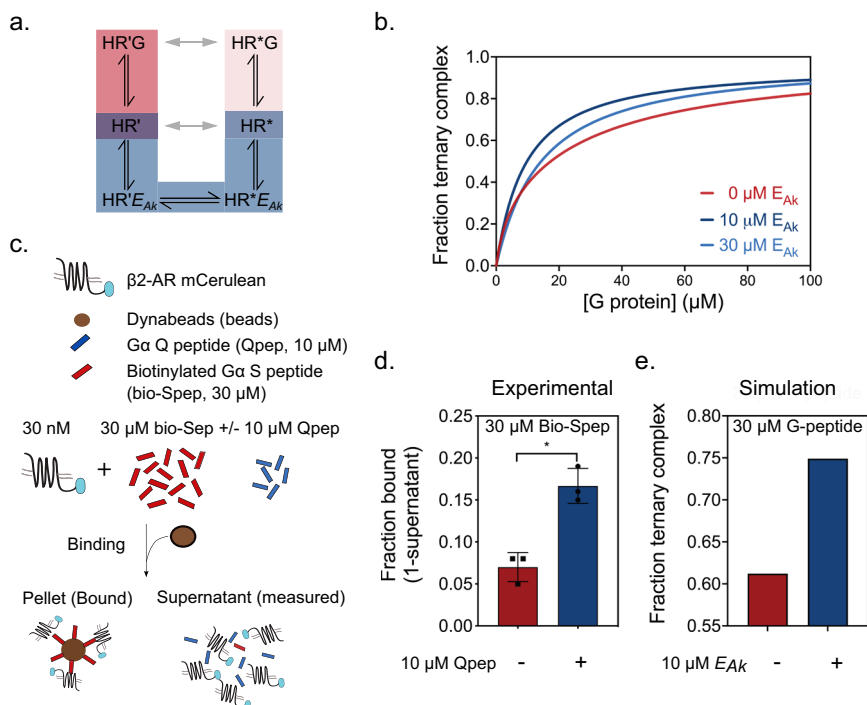 a.
HR'G
HR*G
HR'
HR*
HR'EAk
HR*EAk
b.
Fraction ternary complex
1.0
0.8
0.6
0.4
0.2
0.0
0 µM EAk
10 µM EAk
30 µM EAk
0
20
40
60
80
100
[G protein] (µM)
c.
β2-AR mCerulean
Dynabeads (beads)
Gα Q peptide (Qpep, 10 µM)
Biotinylated Gα S peptide
(bio-Spep, 30 µM)
30 nM
30 µM bio-Sep +/- 10 µM Qpep
+
Binding
Pellet (Bound)
Supernatant (measured)
d.
Experimental
Fraction bound
(1-supernatant)
0.25
0.20
0.15
0.10
0.05
0.00
30 µM Bio-Spep
*
10 µM Qpep - +
e.
Simulation
Fraction ternary complex
0.80
0.75
0.70
0.65
0.60
0.55
30 µM G-peptide
10 µM EAk - +